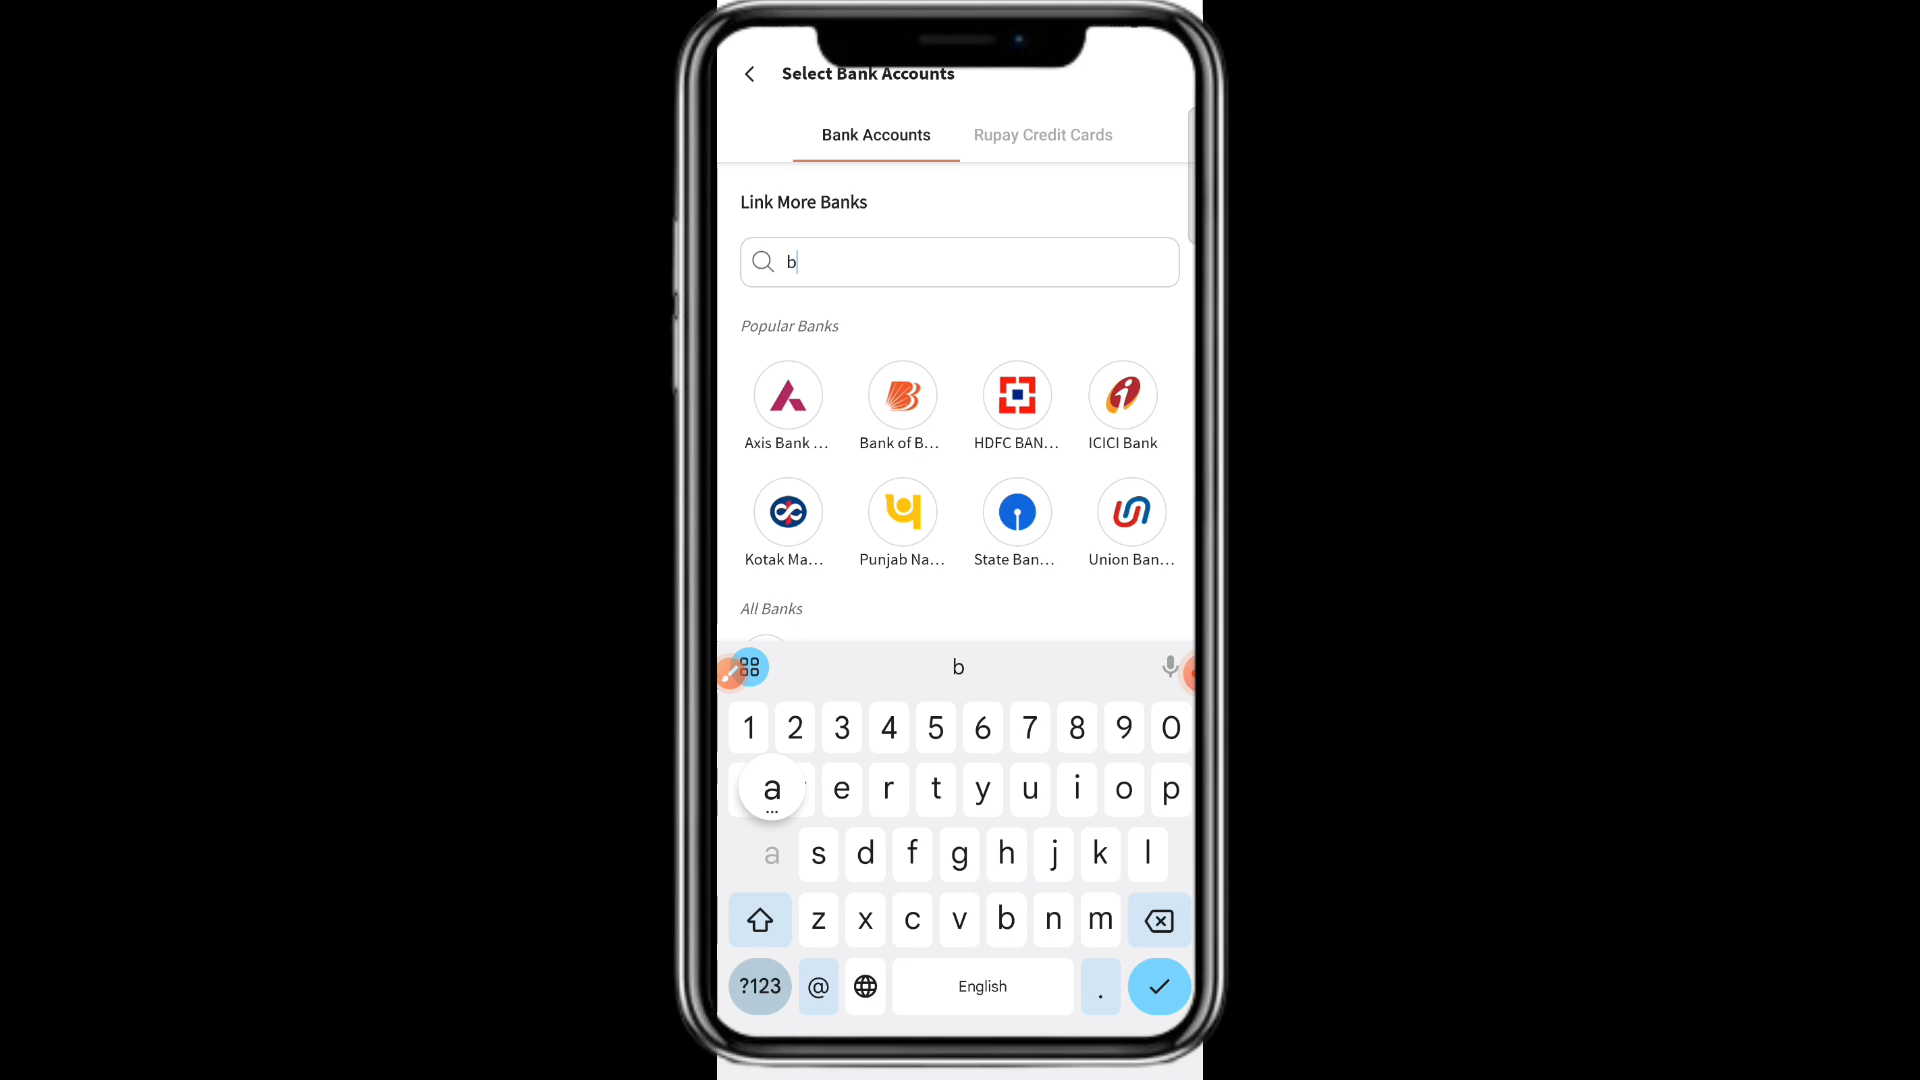 Select Bank Accounts
Bank Accounts Rupay Credit Cards
Link More Banks
b
Popular Banks
Axis Bank ... Bank of B... HDFC BAN... ICICI Bank
Kotak Ma... Punjab Na... State Ban... Union Ban...
All Banks
b
1 2 3 4 5 6 7 8 9 0
a e r t y u i o p
...
a s d f g h j k l
z x c v b n m
?123 @ English .